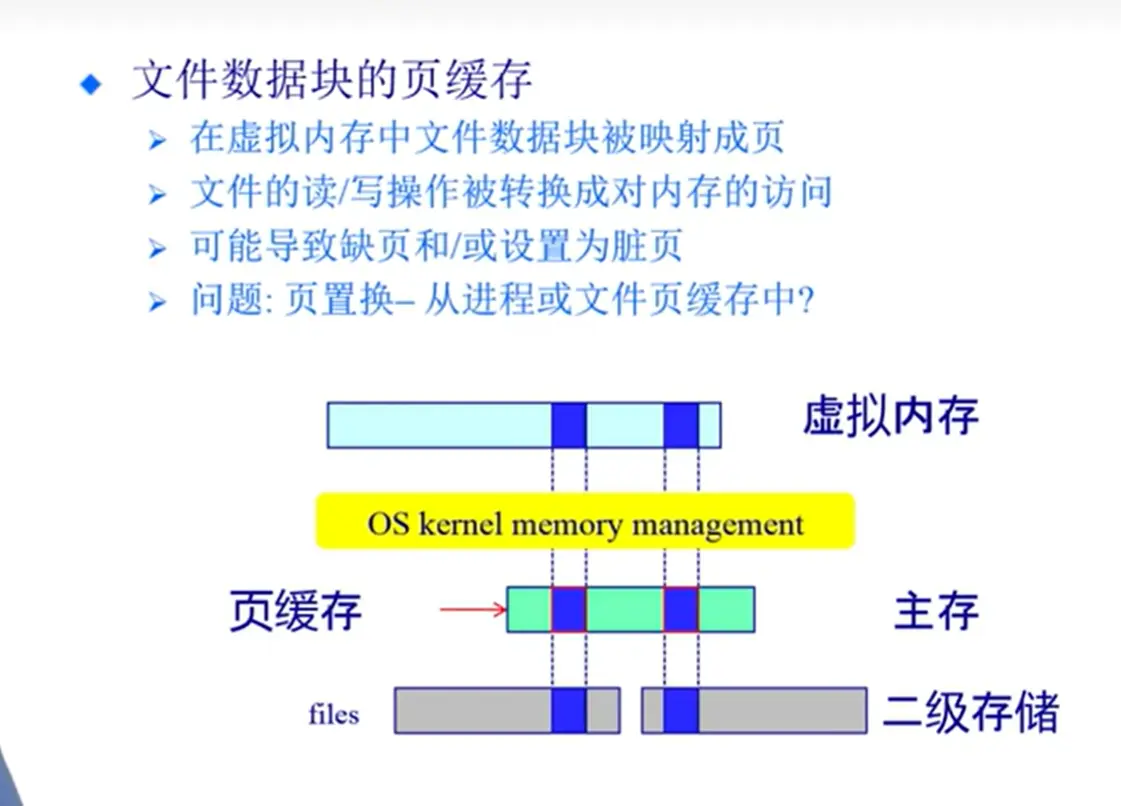 文件数据块的页缓存
在虚拟内存中文件数据块被映射成页
文件的读/写操作被转换成对内存的访问
可能导致缺页和/或设置为脏页
问题: 页置换– 从进程或文件页缓存中?
虚拟内存
OS kernel memory management
页缓存
主存
files
二级存储